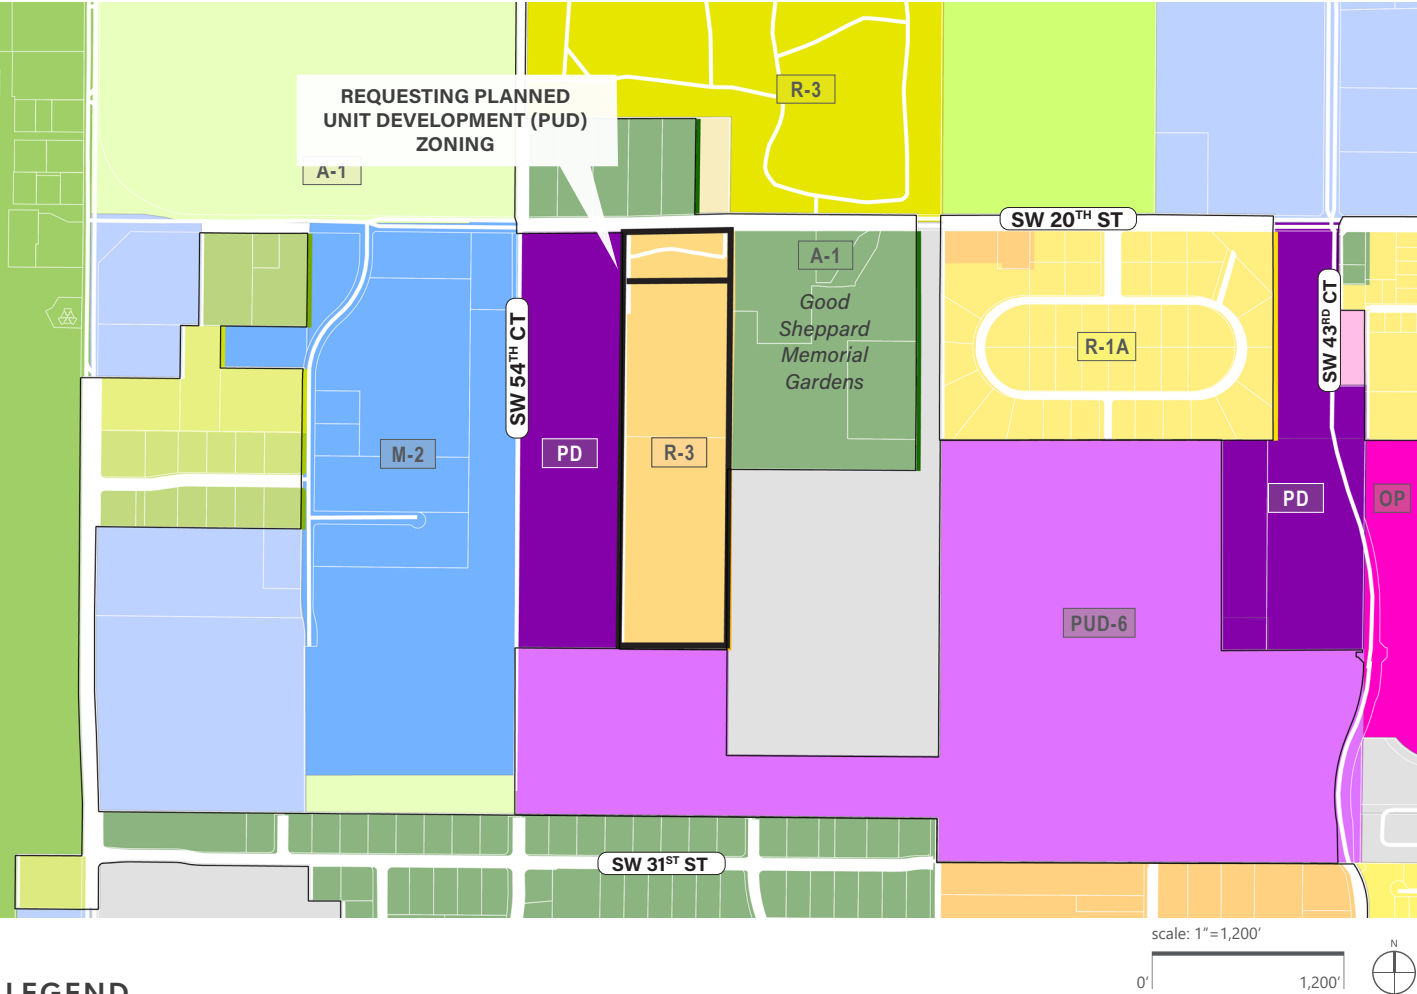 REQUESTING PLANNED
UNIT DEVELOPMENT (PUD)
ZONING
R-3
A-1
SW 20TH ST
A-1
Good
Sheppard
Memorial
Gardens
R-1A
SW 43RD CT
SW 54TH CT
M-2
PD
R-3
PD
OP
PUD-6
SW 31ST ST
scale: 1"=1,200'
0'
1,200'
N
LEGEND